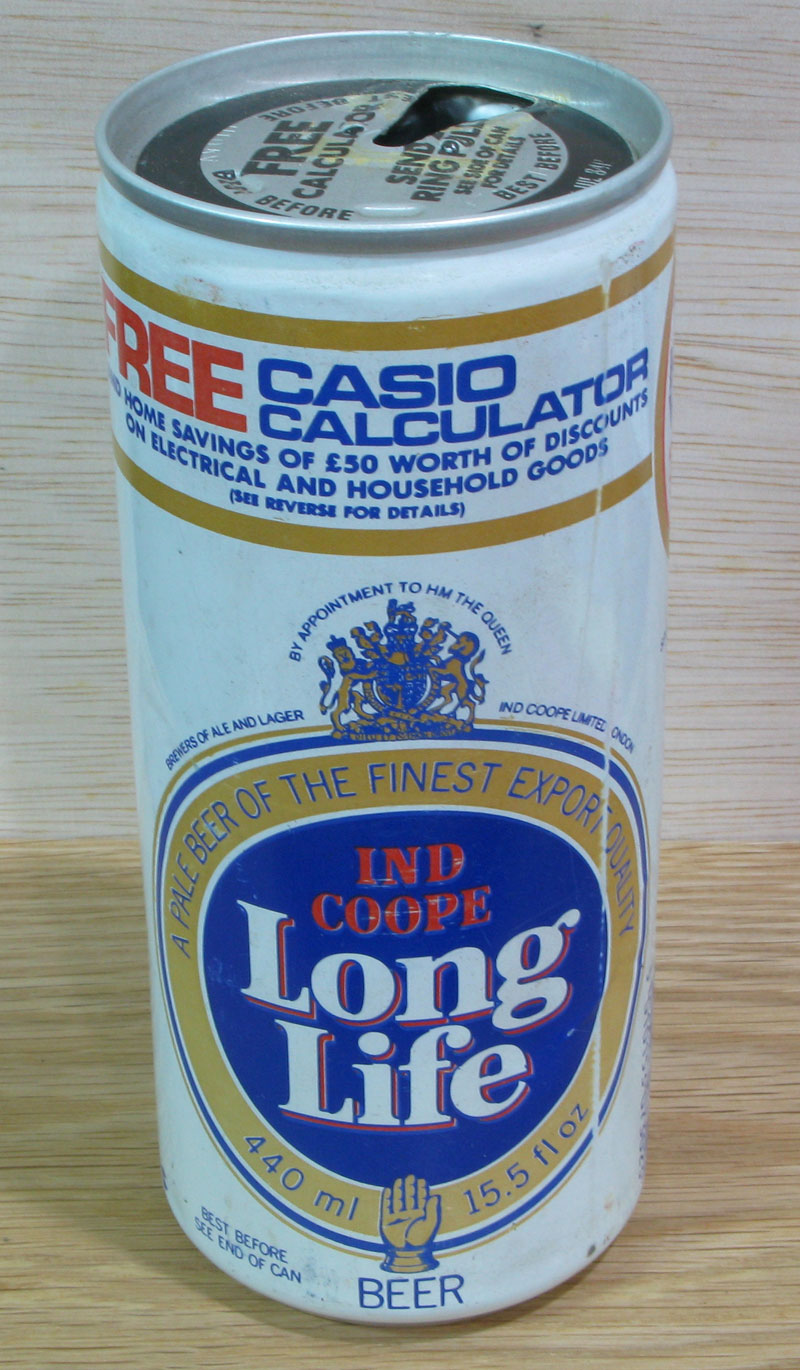 BEFORE
FREE
CALCULATOR
SEND
RING PULL
SEE SIDE OF CAN
FOR DETAILS
BEST BEFORE
BEFORE
FREE CASIO
CALCULATOR
HOME SAVINGS OF £50 WORTH OF DISCOUNTS
ON ELECTRICAL AND HOUSEHOLD GOODS
(SEE REVERSE FOR DETAILS)
BY APPOINTMENT TO HM THE QUEEN
BREWERS OF ALE AND LAGER
IND COOPE LIMITED LONDON
A PALE BEER OF THE FINEST EXPORT QUALITY
IND
COOPE
Long
Life
440 ml
15.5 fl oz
BEST BEFORE
SEE END OF CAN
BEER